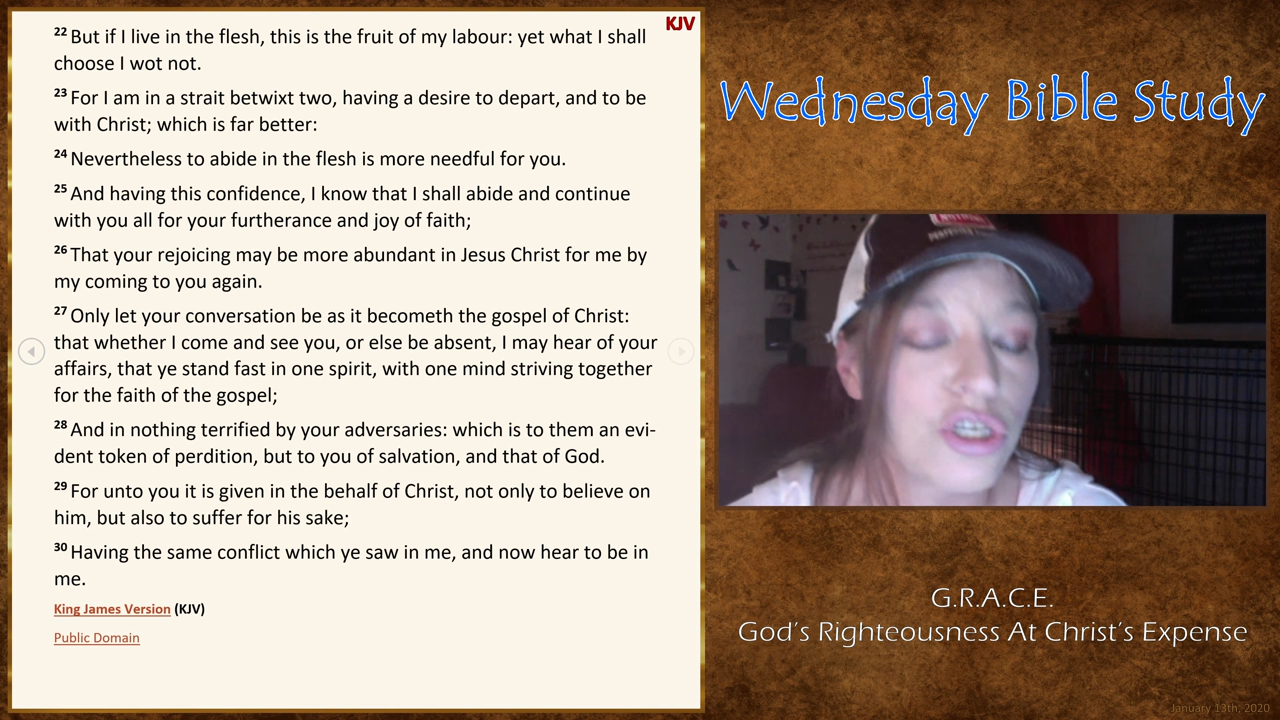 KJV
22 But if I live in the flesh, this is the fruit of my labour: yet what I shall
choose I wot not.
23 For I am in a strait betwixt two, having a desire to depart, and to be
with Christ; which is far better:
24 Nevertheless to abide in the flesh is more needful for you.
25 And having this confidence, I know that I shall abide and continue
with you all for your furtherance and joy of faith;
26 That your rejoicing may be more abundant in Jesus Christ for me by
my coming to you again.
27 Only let your conversation be as it becometh the gospel of Christ:
that whether I come and see you, or else be absent, I may hear of your
affairs, that ye stand fast in one spirit, with one mind striving together
for the faith of the gospel;
28 And in nothing terrified by your adversaries: which is to them an evi-
dent token of perdition, but to you of salvation, and that of God.
29 For unto you it is given in the behalf of Christ, not only to believe on
him, but also to suffer for his sake;
30 Having the same conflict which ye saw in me, and now hear to be in
me.
King James Version (KJV)
Public Domain
Wednesday Bible Study
G.R.A.C.E.
God's Righteousness At Christ's Expense
January 13th, 2020